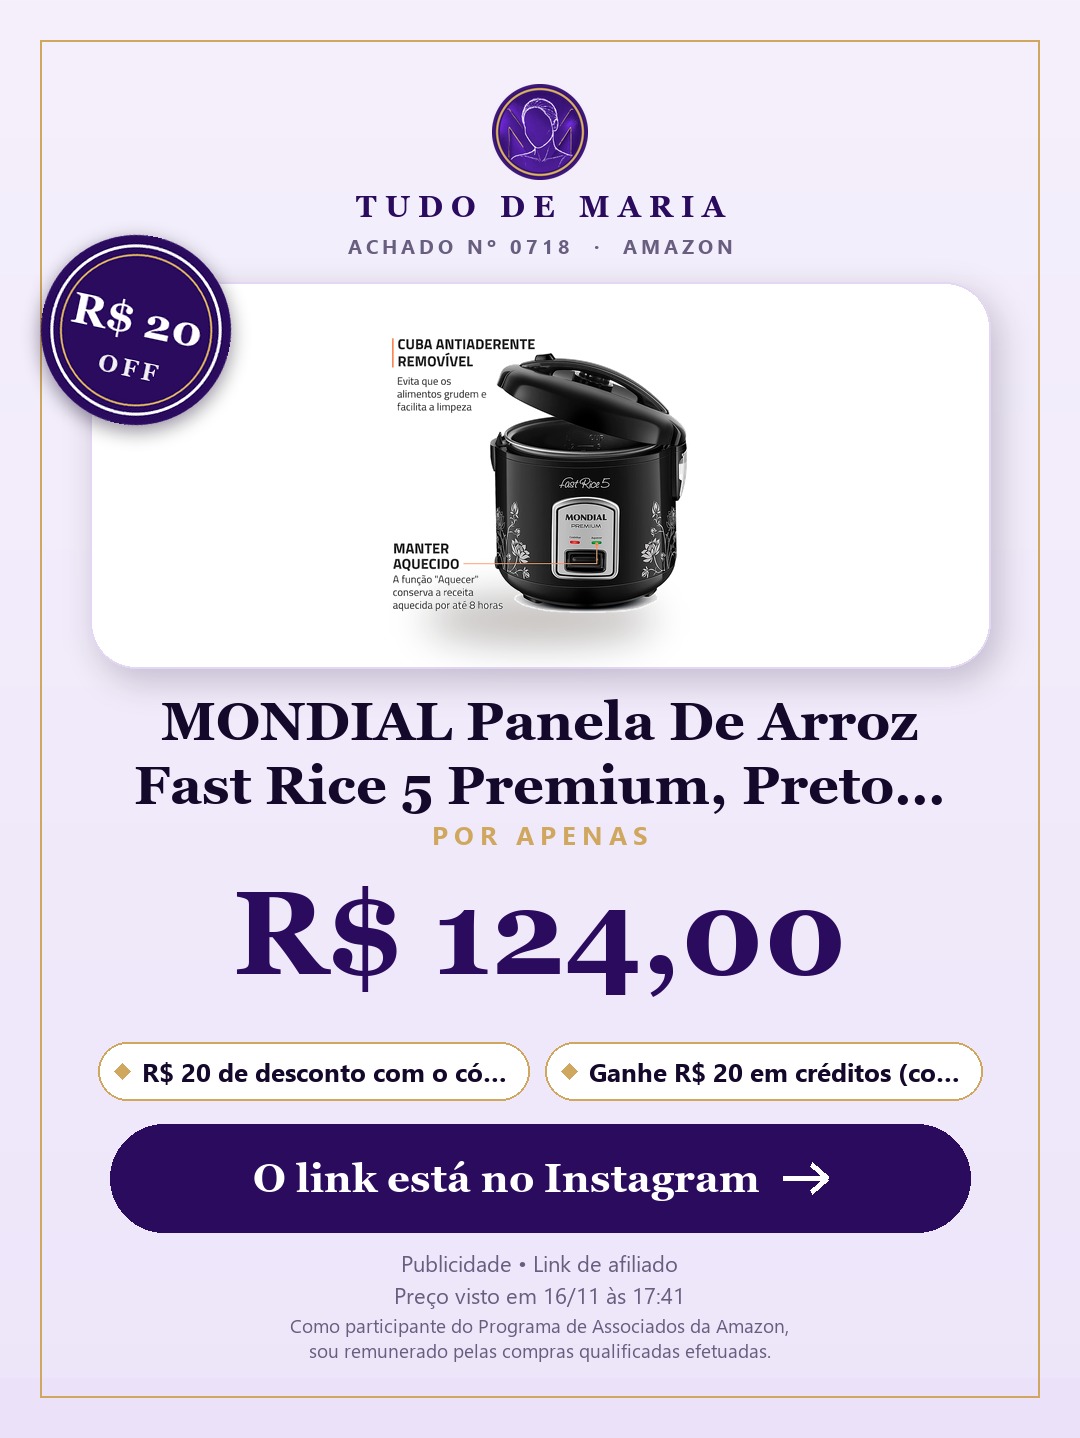 TUDO DE MARIA
ACHADO Nº 0718 · AMAZON
R$ 20
OFF
CUBA ANTIADERENTE
REMOVÍVEL
Evita que os
alimentos grudem e
facilita a limpeza
Fast Rice 5
MONDIAL
PREMIUM
MANTER
AQUECIDO
A função "Aquecer"
conserva a receita
aquecida por até 8 horas
MONDIAL Panela De Arroz
Fast Rice 5 Premium, Preto...
POR APENAS
R$ 124,00
R$ 20 de desconto com o có...
Ganhe R$ 20 em créditos (co...
O link está no Instagram →
Publicidade • Link de afiliado
Preço visto em 16/11 às 17:41
Como participante do Programa de Associados da Amazon,
sou remunerado pelas compras qualificadas efetuadas.